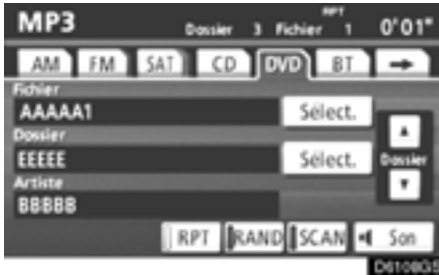 RPT
MP3 Dossier 3 Fichier 1 0'01"
AM FM SAT CD DVD BT
Fichier
AAAAA1 Sélect.
Dossier
EEEEE Sélect. Dossier
Artiste
BBBBB
RPT RAND SCAN Son
D6108GS